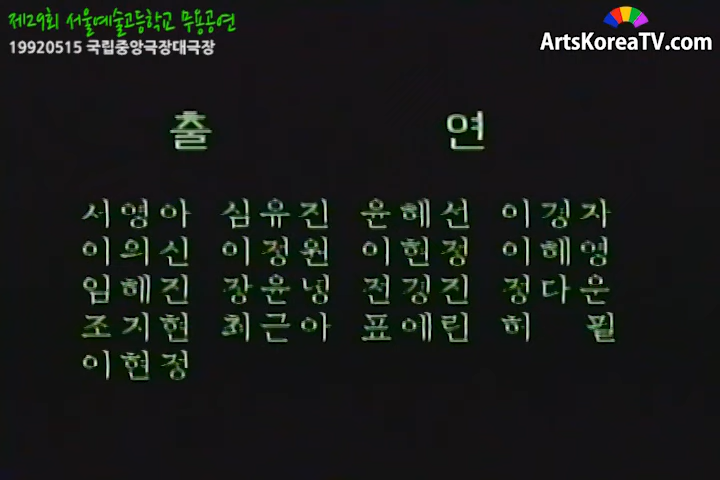 제29회 서울예술고등학교 무용공연
19920515 국립중앙극장대극장
ArtsKoreaTV.com
출 연
서영아 심유진 윤혜선 이경자
이의신 이정원 이현정 이혜영
임혜진 장윤녕 전경진 정다운
조지현 최근아 표애린 허 필
이현정